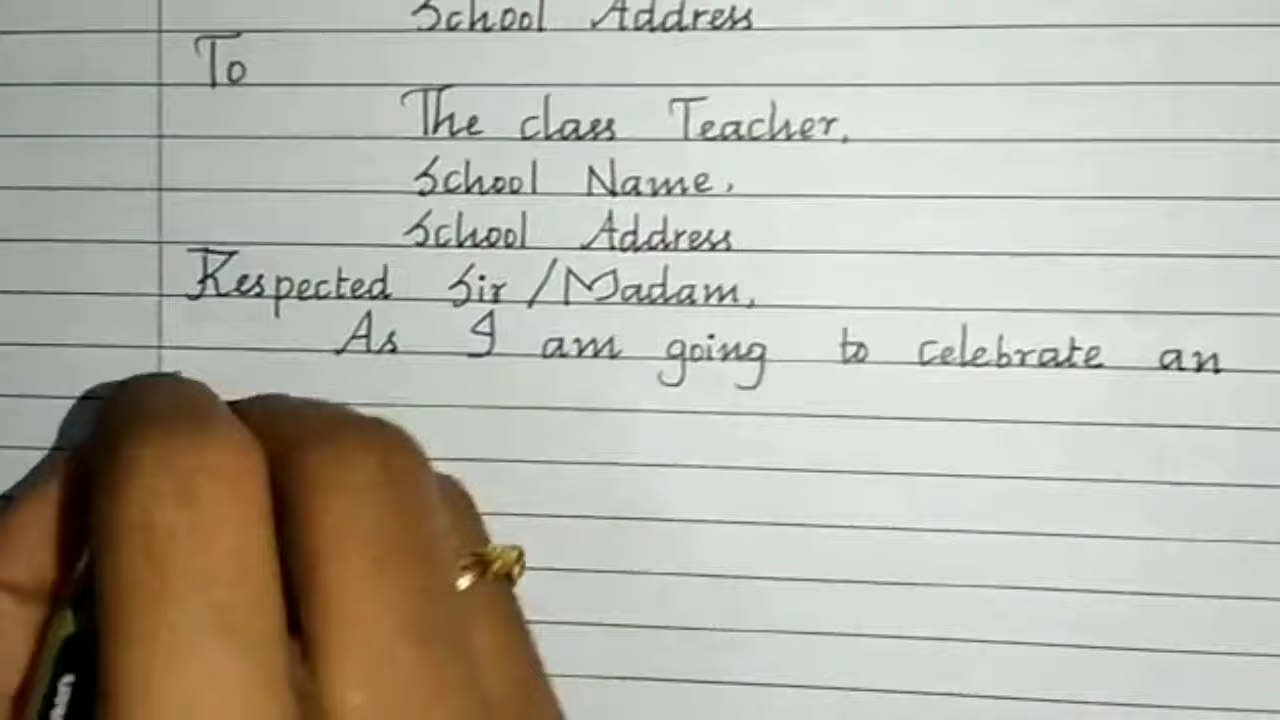 School Address
To
The class Teacher,
School Name,
School Address
Respected Sir/Madam,
As I am going to celebrate an